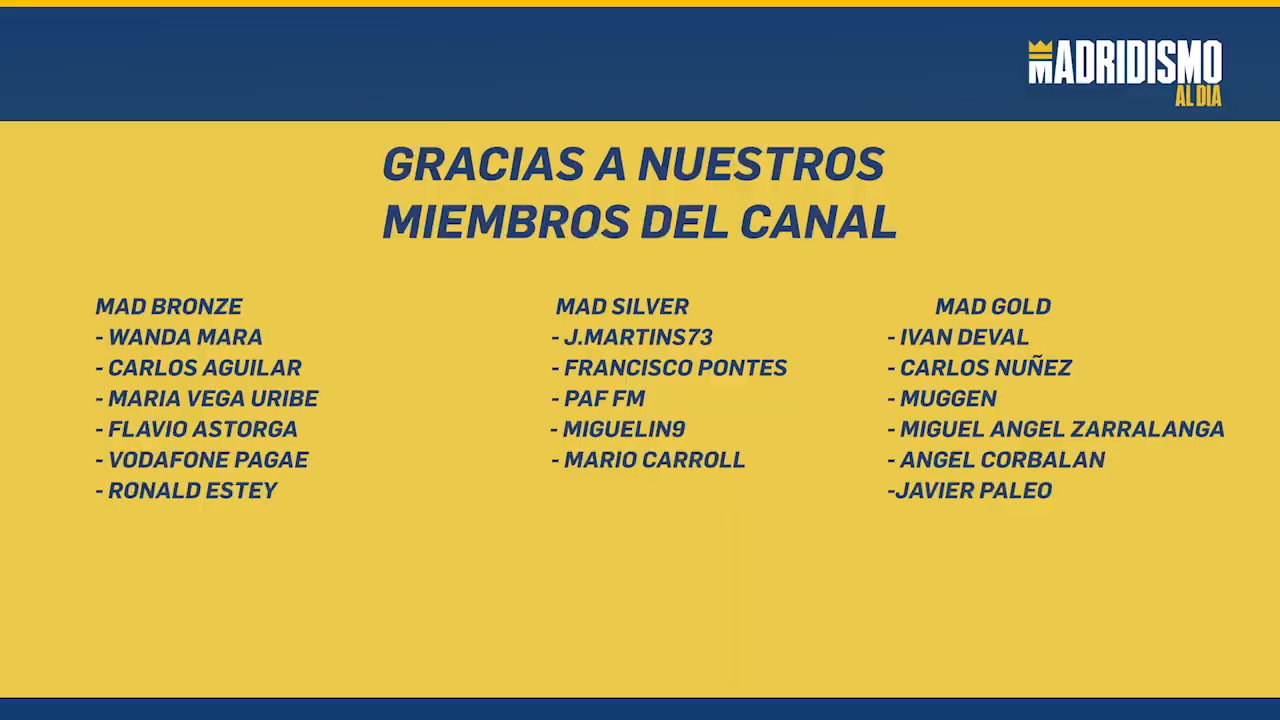 MADRIDISMO
AL DIA
GRACIAS A NUESTROS
MIEMBROS DEL CANAL
MAD BRONZE
- WANDA MARA
- CARLOS AGUILAR
- MARIA VEGA URIBE
- FLAVIO ASTORGA
- VODAFONE PAGAE
- RONALD ESTEY
MAD SILVER
- J.MARTINS73
- FRANCISCO PONTES
- PAF FM
- MIGUELIN9
- MARIO CARROLL
MAD GOLD
- IVAN DEVAL
- CARLOS NUÑEZ
- MUGGEN
- MIGUEL ANGEL ZARRALANGA
- ANGEL CORBALAN
-JAVIER PALEO